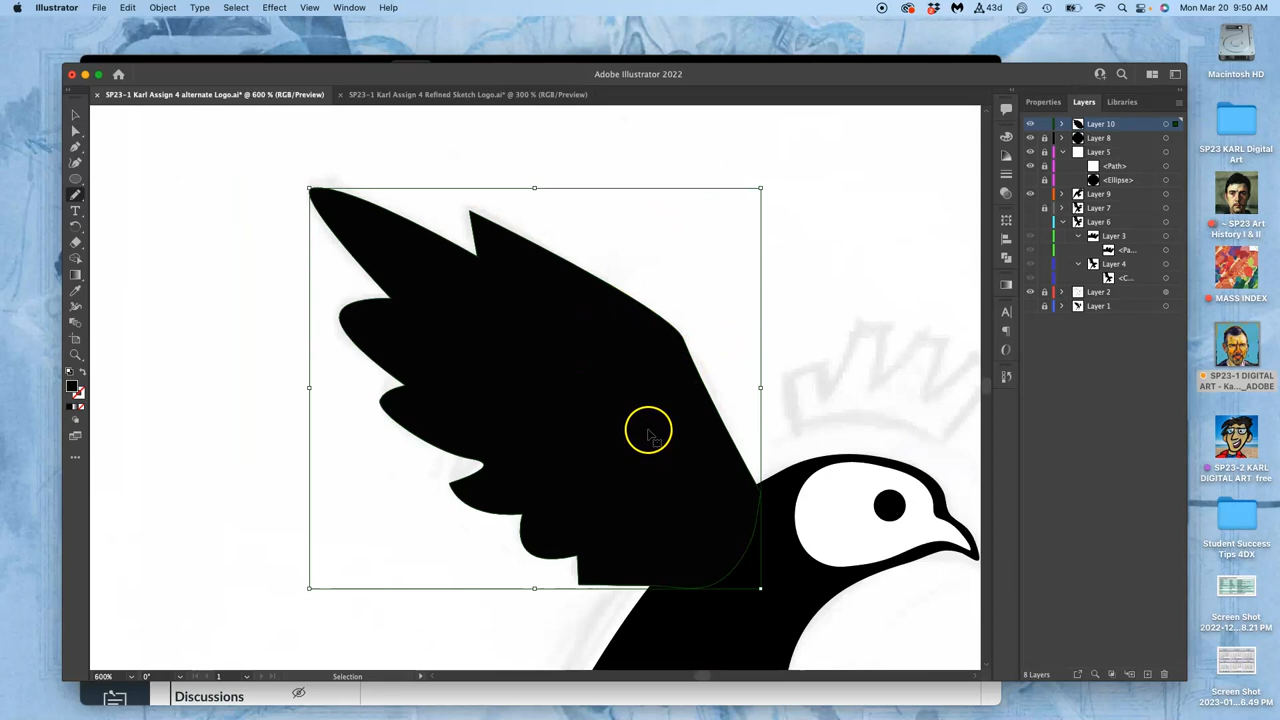 Illustrator File Edit Object Type Select Effect View Window Help 43d Mon Mar 20 9:50 AM
Adobe Illustrator 2022
× SP23-1 Karl Assign 4 alternate Logo.ai* @ 600 % (RGB/Preview) × SP23-1 Karl Assign 4 Refined Sketch Logo.ai* @ 300 % (RGB/Preview)
Properties Layers Libraries
Layer 10
Layer 8
Layer 5
<Path>
<Ellipse>
Layer 9
Layer 7
Layer 6
Layer 3
<Pa...
Layer 4
<C...
Layer 2
Layer 1
8 Layers
600% 0° 1 Selection
Discussions
Macintosh HD
SP23 KARL Digital
Art
~ SP23 Art
History I & II
MASS INDEX
SP23-1 DIGITAL
ART - Ka..._ADOBE
SP23-2 KARL
DIGITAL ART free
Student Success
Tips 4DX
Screen Shot
2022-12...8.21 PM
Screen Shot
2023-01...6.49 PM